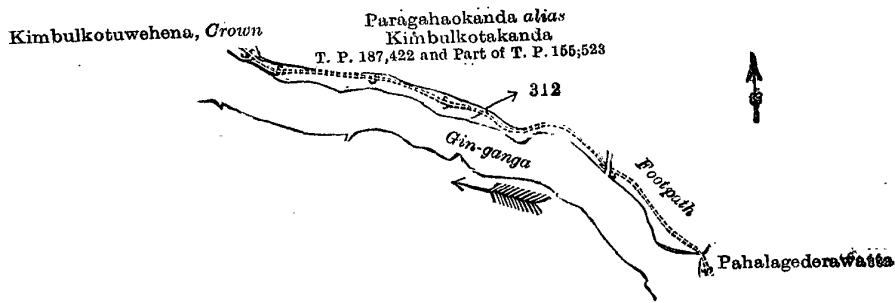 Paragahaokanda alias
Kimbulkotuwehena, Crown
Kimbulkotakanda
T. P. 187,422 and Part of T. P. 155,523
312
Gin-ganga
Footpath
Pahalagederawatta